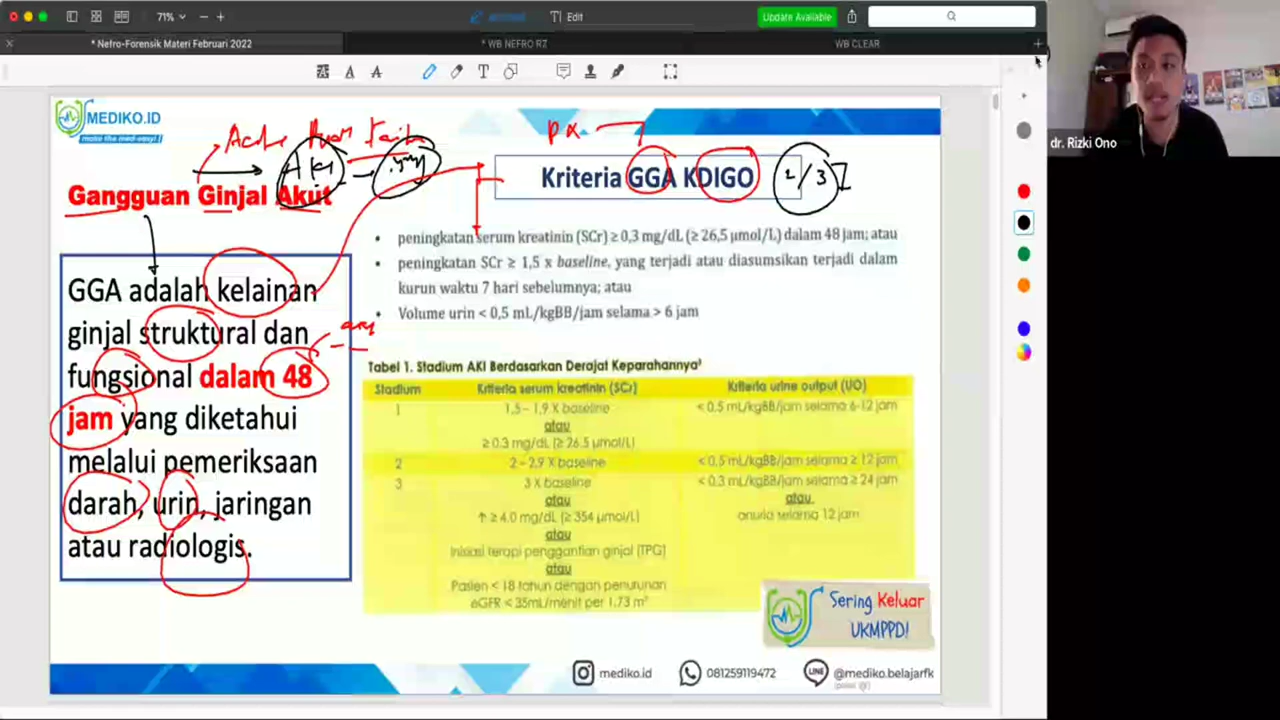 71%
Edit
Update Available
* Nefro-Forensik Materi Februari 2022
* WB NEFRO RZ
WB CLEAR
dr. Rizki Ono
MEDIKO.ID
make the med-easy!
AKI
px
Gangguan Ginjal Akut
Kriteria GGA KDIGO
2/3
GGA adalah kelainan
ginjal struktural dan
fungsional dalam 48
jam yang diketahui
melalui pemeriksaan
darah, urin, jaringan
atau radiologis.
• peningkatan serum kreatinin (SCr) ≥ 0,3 mg/dL (≥ 26,5 µmol/L) dalam 48 jam; atau
• peningkatan SCr ≥ 1,5 x baseline, yang terjadi atau diasumsikan terjadi dalam
kurun waktu 7 hari sebelumnya; atau
• Volume urin < 0,5 mL/kgBB/jam selama > 6 jam
Tabel 1. Stadium AKI Berdasarkan Derajat Keparahannya
Stadium Kriteria serum kreatinin (SCr) Kriteria urine output (UO)
1 1,5 – 1,9 X baseline < 0.5 mL/kgBB/jam selama 6-12 jam
atau
≥ 0.3 mg/dL (≥ 26.5 µmol/L)
2 2 – 2,9 X baseline < 0,5 mL/kgBB/jam selama ≥ 12 jam
3 3 X baseline < 0.3 mL/kgBB/jam selama ≥ 24 jam
atau atau
↑ ≥ 4.0 mg/dL (≥ 354 µmol/L) anuria selama 12 jam
atau
Inisiasi terapi penggantian ginjal (TPG)
atau
Pasien < 18 tahun dengan penurunan
eGFR < 35mL/menit per 1.73 m²
Sering Keluar
UKMPPD!
mediko.id
081259119472
@mediko.belajarfk